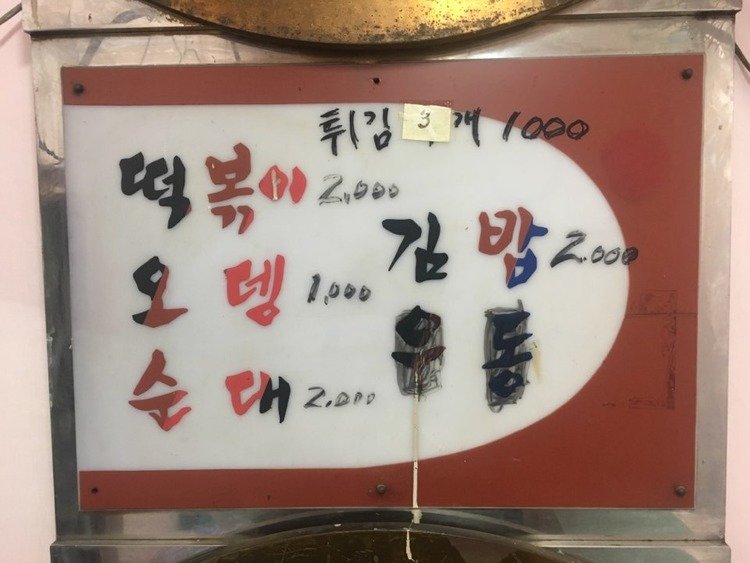 튀김 3개 1000
떡볶이 2,000
김밥 2.000
오뎅 1,000
우동
순대 2.000